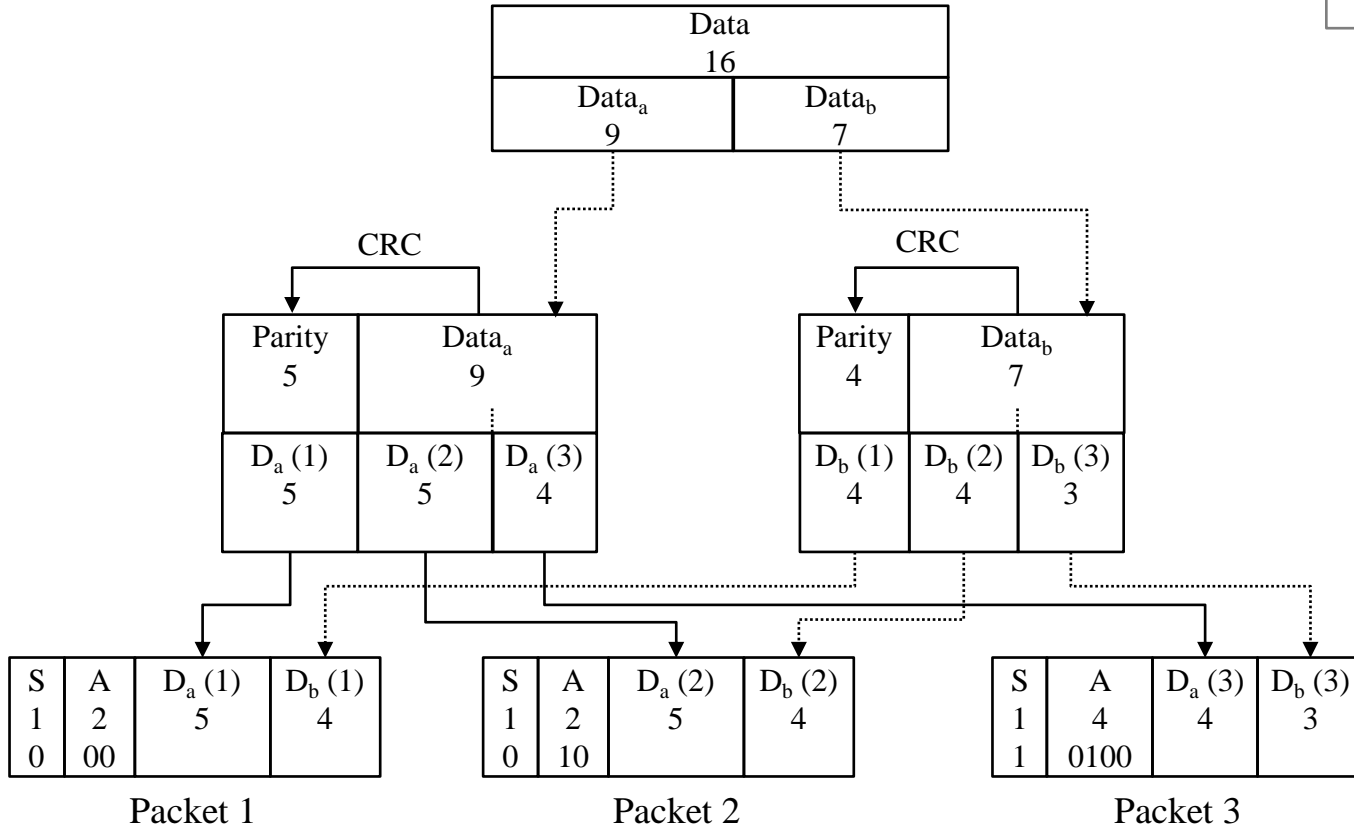 Data
16
Data_a
9
Data_b
7
CRC
Parity
5
Data_a
9
D_a (1)
5
D_a (2)
5
D_a (3)
4
CRC
Parity
4
Data_b
7
D_b (1)
4
D_b (2)
4
D_b (3)
3
S
1
0
A
2
00
D_a (1)
5
D_b (1)
4
Packet 1
S
1
0
A
2
10
D_a (2)
5
D_b (2)
4
Packet 2
S
1
1
A
4
0100
D_a (3)
4
D_b (3)
3
Packet 3